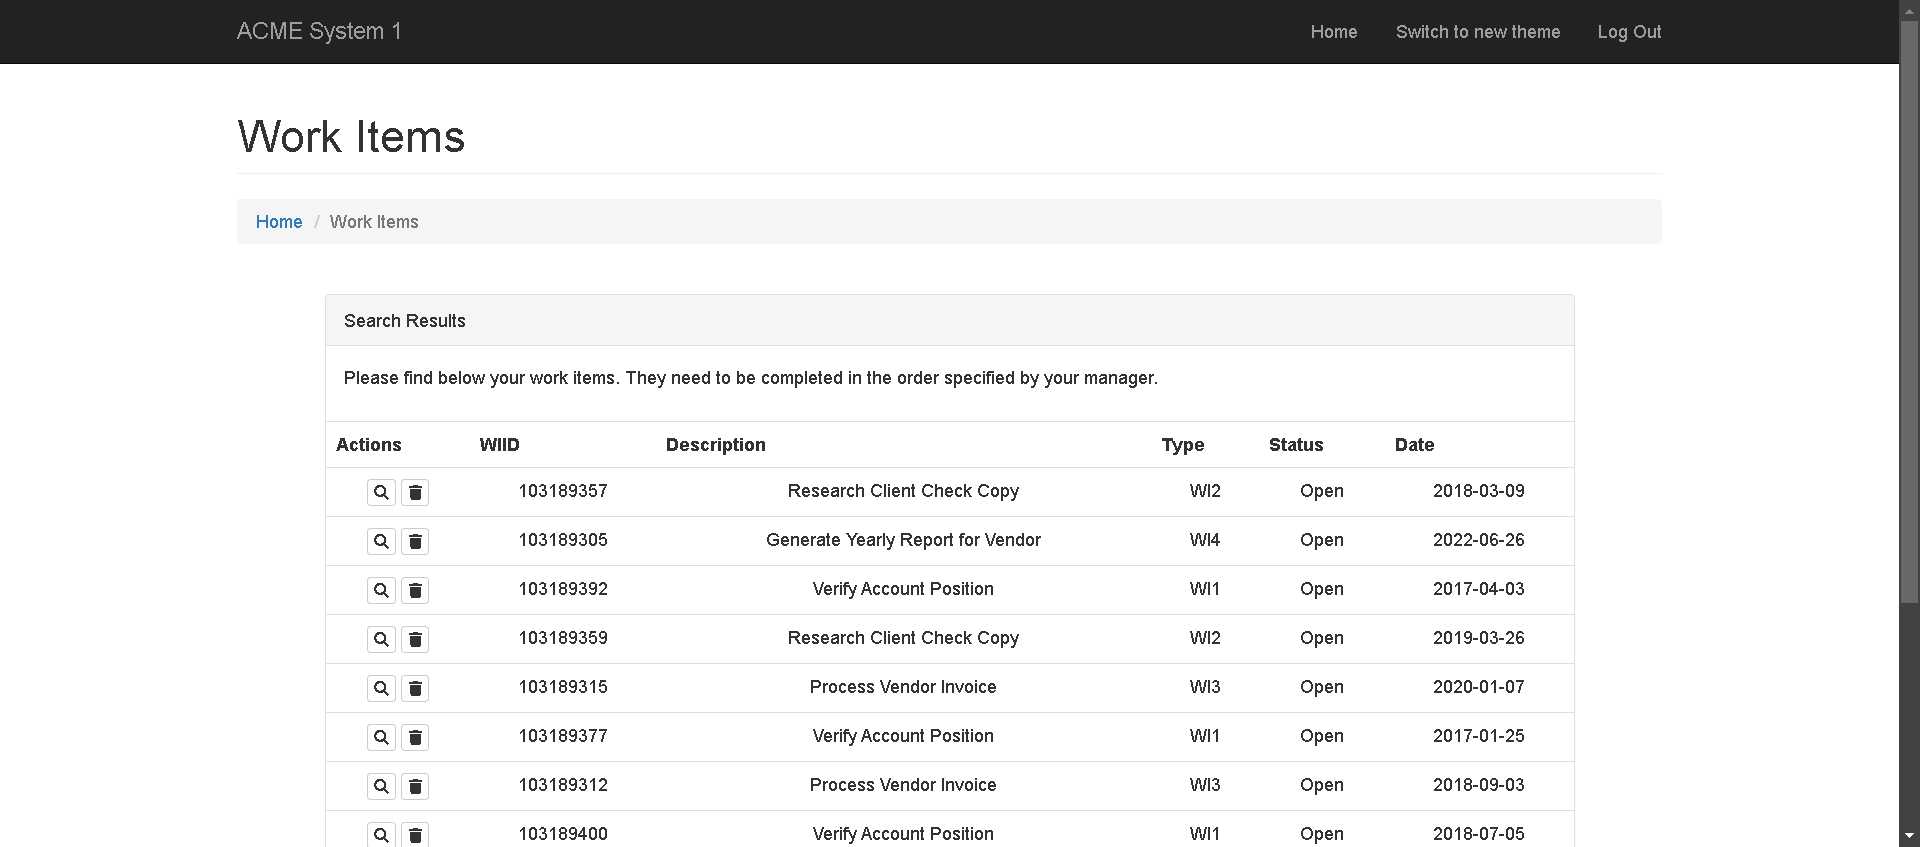 ACME System 1 Home Switch to new theme Log Out
Work Items
Home / Work Items
Search Results
Please find below your work items. They need to be completed in the order specified by your manager.
Actions WIID Description Type Status Date
103189357 Research Client Check Copy WI2 Open 2018-03-09
103189305 Generate Yearly Report for Vendor WI4 Open 2022-06-26
103189392 Verify Account Position WI1 Open 2017-04-03
103189359 Research Client Check Copy WI2 Open 2019-03-26
103189315 Process Vendor Invoice WI3 Open 2020-01-07
103189377 Verify Account Position WI1 Open 2017-01-25
103189312 Process Vendor Invoice WI3 Open 2018-09-03
103189400 Verify Account Position WI1 Open 2018-07-05